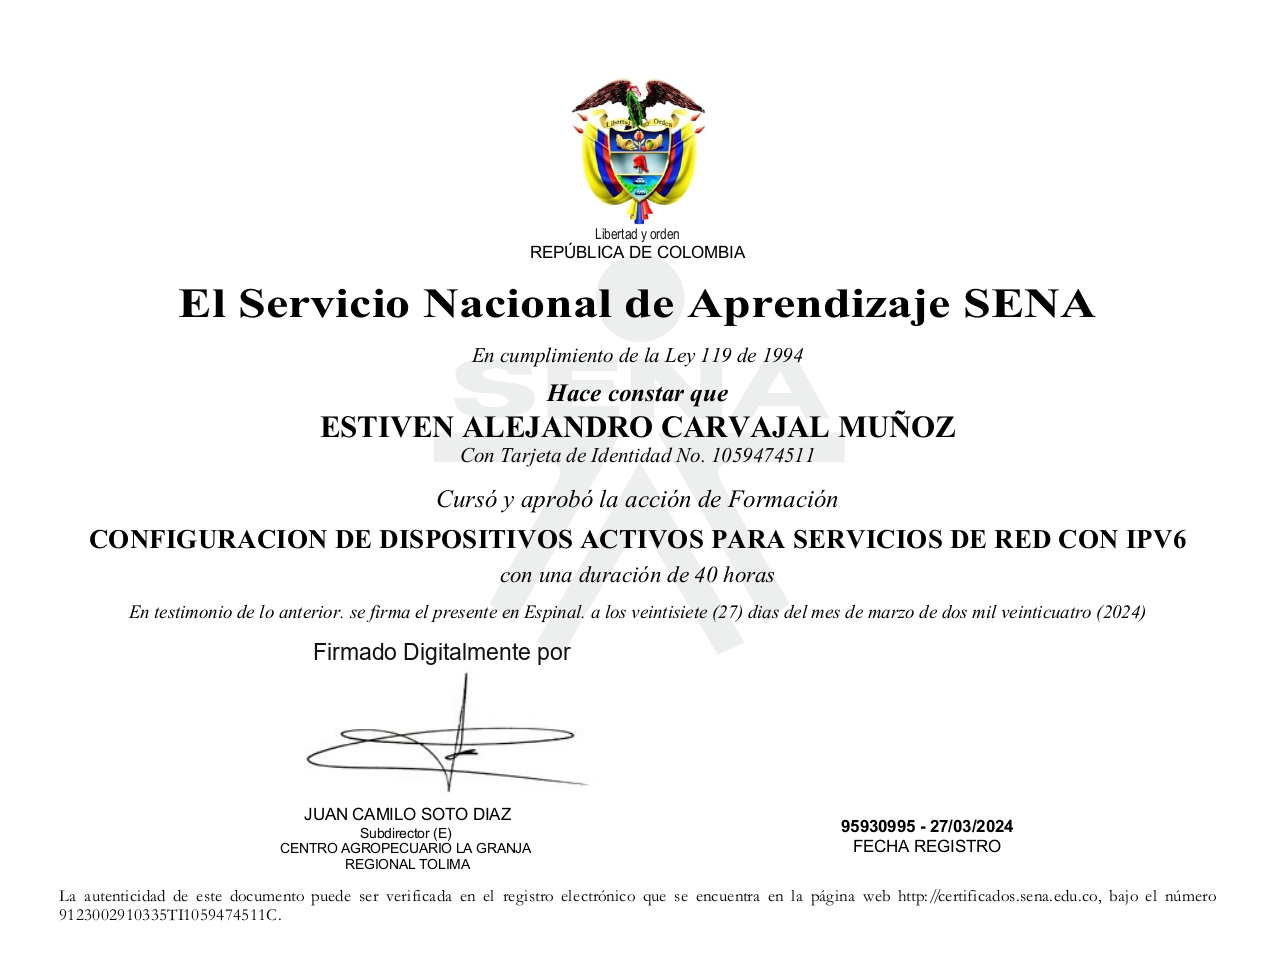 Libertad y Orden
Libertad y orden
REPÚBLICA DE COLOMBIA
El Servicio Nacional de Aprendizaje SENA
En cumplimiento de la Ley 119 de 1994
SENA
Hace constar que
ESTIVEN ALEJANDRO CARVAJAL MUÑOZ
Con Tarjeta de Identidad No. 1059474511
Cursó y aprobó la acción de Formación
CONFIGURACION DE DISPOSITIVOS ACTIVOS PARA SERVICIOS DE RED CON IPV6
con una duración de 40 horas
En testimonio de lo anterior. se firma el presente en Espinal. a los veintisiete (27) dias del mes de marzo de dos mil veinticuatro (2024)
Firmado Digitalmente por
JUAN CAMILO SOTO DIAZ
Subdirector (E)
CENTRO AGROPECUARIO LA GRANJA
REGIONAL TOLIMA
95930995 - 27/03/2024
FECHA REGISTRO
La autenticidad de este documento puede ser verificada en el registro electrónico que se encuentra en la página web http://certificados.sena.edu.co, bajo el número
9123002910335TI1059474511C.